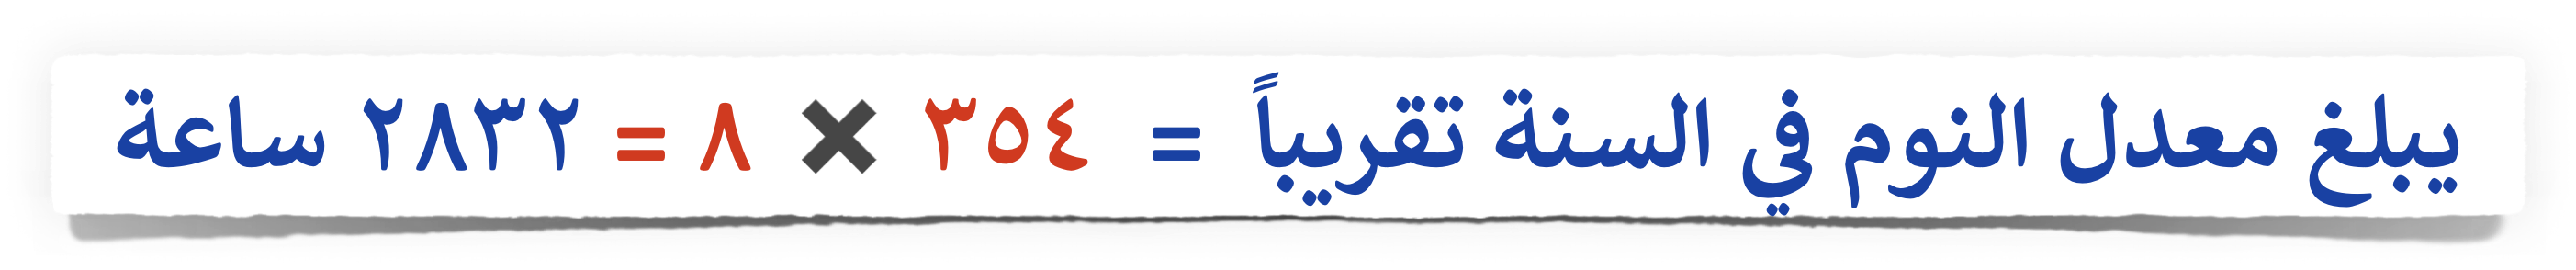 يبلغ معدل النوم في السنة تقريباً = ٣٥٤ ✖ ٨ = ٢٨٣٢ ساعة